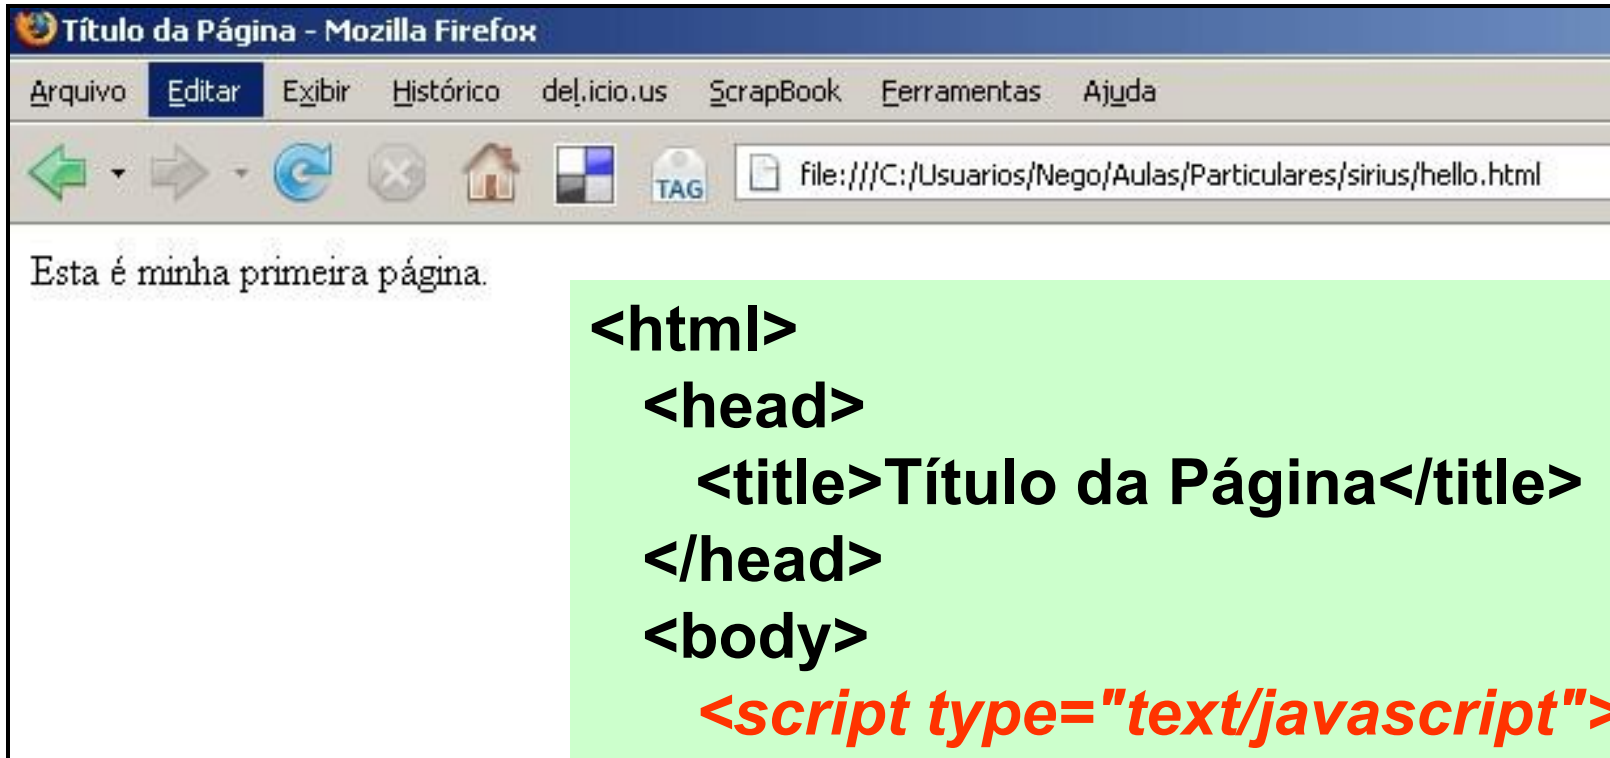 Título da Página - Mozilla Firefox
Arquivo Editar Exibir Histórico del.icio.us ScrapBook Ferramentas Ajuda
TAG file:///C:/Usuarios/Nego/Aulas/Particulares/sirius/hello.html
Esta é minha primeira página.
<html>
<head>
<title>Título da Página</title>
</head>
<body>
<script type="text/javascript">